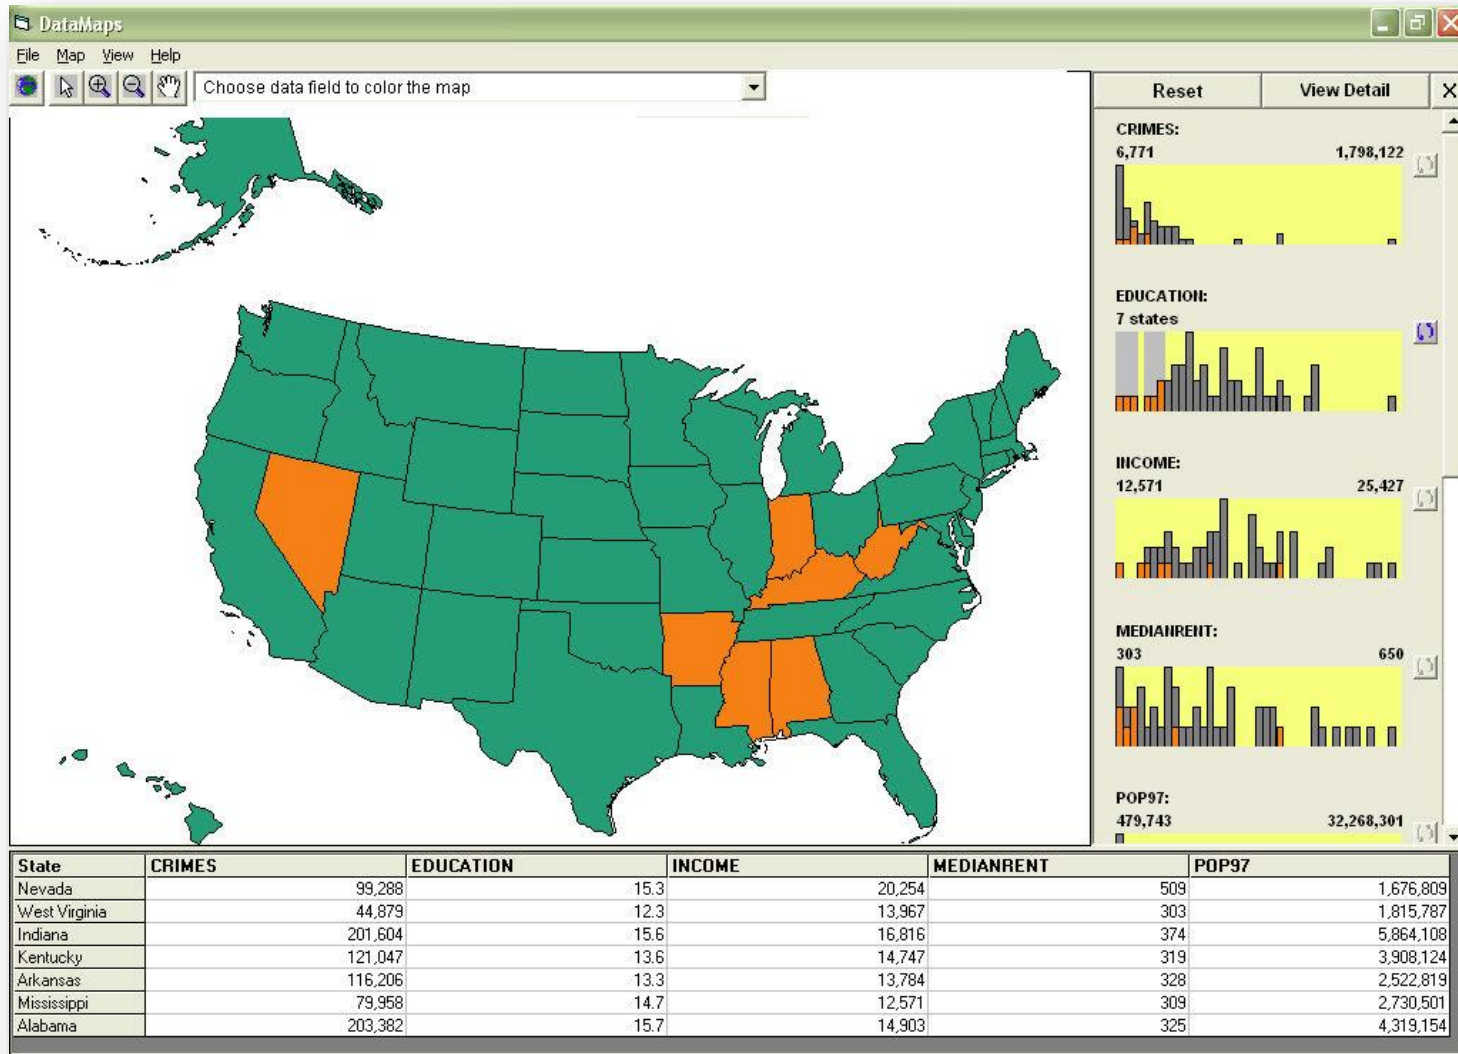 DataMaps
File Map View Help
Choose data field to color the map
Reset View Detail X
CRIMES:
6,771 1,798,122
EDUCATION:
7 states
INCOME:
12,571 25,427
MEDIANRENT:
303 650
POP97:
479,743 32,268,301
State CRIMES EDUCATION INCOME MEDIANRENT POP97
Nevada 99,288 15.3 20,254 509 1,676,809
West Virginia 44,879 12.3 13,967 303 1,815,787
Indiana 201,604 15.6 16,816 374 5,864,108
Kentucky 121,047 13.6 14,747 319 3,908,124
Arkansas 116,206 13.3 13,784 328 2,522,819
Mississippi 79,958 14.7 12,571 309 2,730,501
Alabama 203,382 15.7 14,903 325 4,319,154